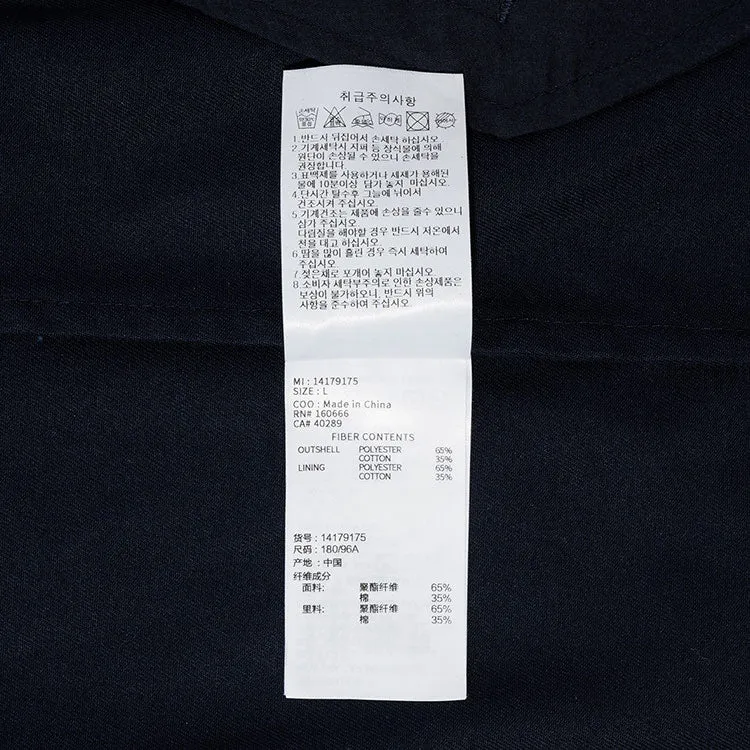 취급주의사항
손세탁
약하게
중성
1.반드시 뒤집어서 손세탁 하십시오.
2.기계세탁시 지퍼 등 장식물에 의해
원단이 손상될 수 있으니 손세탁을
권장합니다.
3.표백제를 사용하거나 세제가 용해된
물에 10분이상 담가 놓지 마십시오.
4.단시간 탈수후 그늘에 뉘어서
건조시켜 주십시오.
5.기계건조는 제품에 손상을 줄수 있으니
삼가 주십시오.
다림질을 해야할 경우 반드시 저온에서
천을 대고 하십시오.
6.땀을 많이 흘린 경우 즉시 세탁하여
주십시오.
7.젖은채로 포개어 놓지 마십시오.
8.소비자 세탁부주의로 인한 손상제품은
보상이 불가하오니, 반드시 위의
사항을 준수하여 주십시오.
MI : 14179175
SIZE : L
COO : Made in China
RN# 160666
CA# 40289
FIBER CONTENTS
OUTSHELL POLYESTER 65%
COTTON 35%
LINING POLYESTER 65%
COTTON 35%
货号: 14179175
尺码: 180/96A
产地: 中国
纤维成分
面料: 聚酯纤维 65%
棉 35%
里料: 聚酯纤维 65%
棉 35%